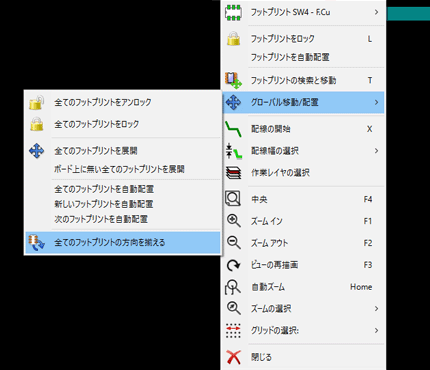 フットプリント SW4 - F.Cu
フットプリントをロック L
フットプリントを自動配置
フットプリントの検索と移動 T
グローバル移動/配置
配線の開始 X
配線幅の選択
作業レイヤの選択
中央 F4
ズーム イン F1
ズーム アウト F2
ビューの再描画 F3
自動ズーム Home
ズームの選択
グリッドの選択:
閉じる
全てのフットプリントをアンロック
全てのフットプリントをロック
全てのフットプリントを展開
ボード上に無い全てのフットプリントを展開
全てのフットプリントを自動配置
新しいフットプリントを自動配置
次のフットプリントを自動配置
全てのフットプリントの方向を揃える